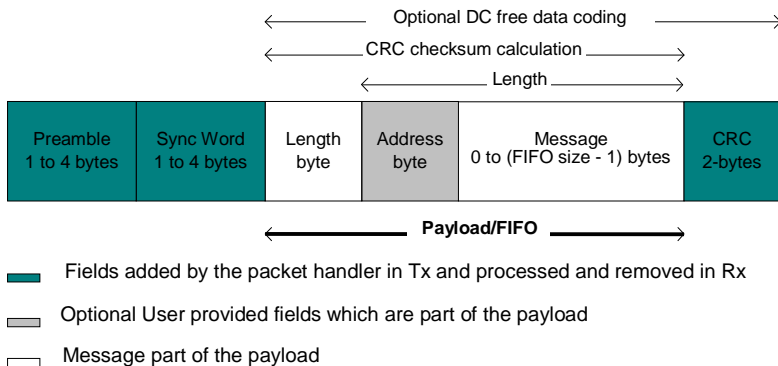 Optional DC free data coding
CRC checksum calculation
Length
Preamble
1 to 4 bytes
Sync Word
1 to 4 bytes
Length
byte
Address
byte
Message
0 to (FIFO size - 1) bytes
CRC
2-bytes
Payload/FIFO
Fields added by the packet handler in Tx and processed and removed in Rx
Optional User provided fields which are part of the payload
Message part of the payload